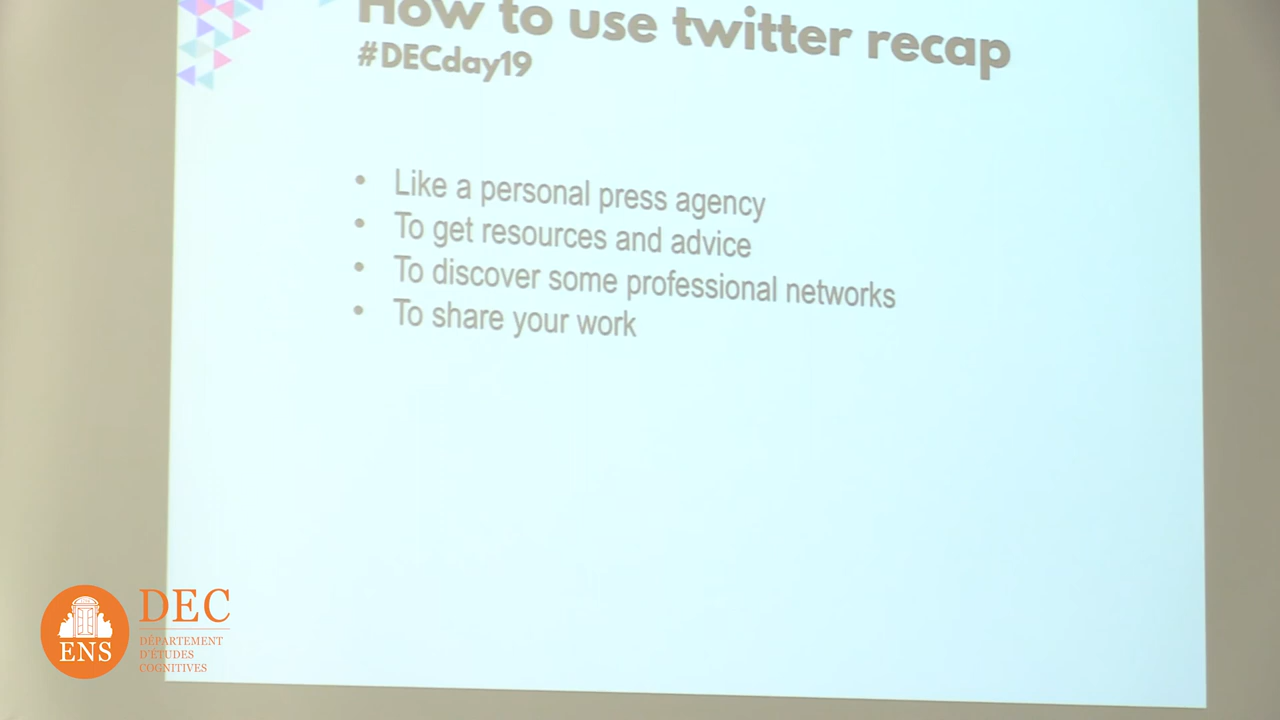 How to use twitter recap
#DECday19
• Like a personal press agency
• To get resources and advice
• To discover some professional networks
• To share your work
ENS
DEC
DÉPARTEMENT
D'ÉTUDES
COGNITIVES